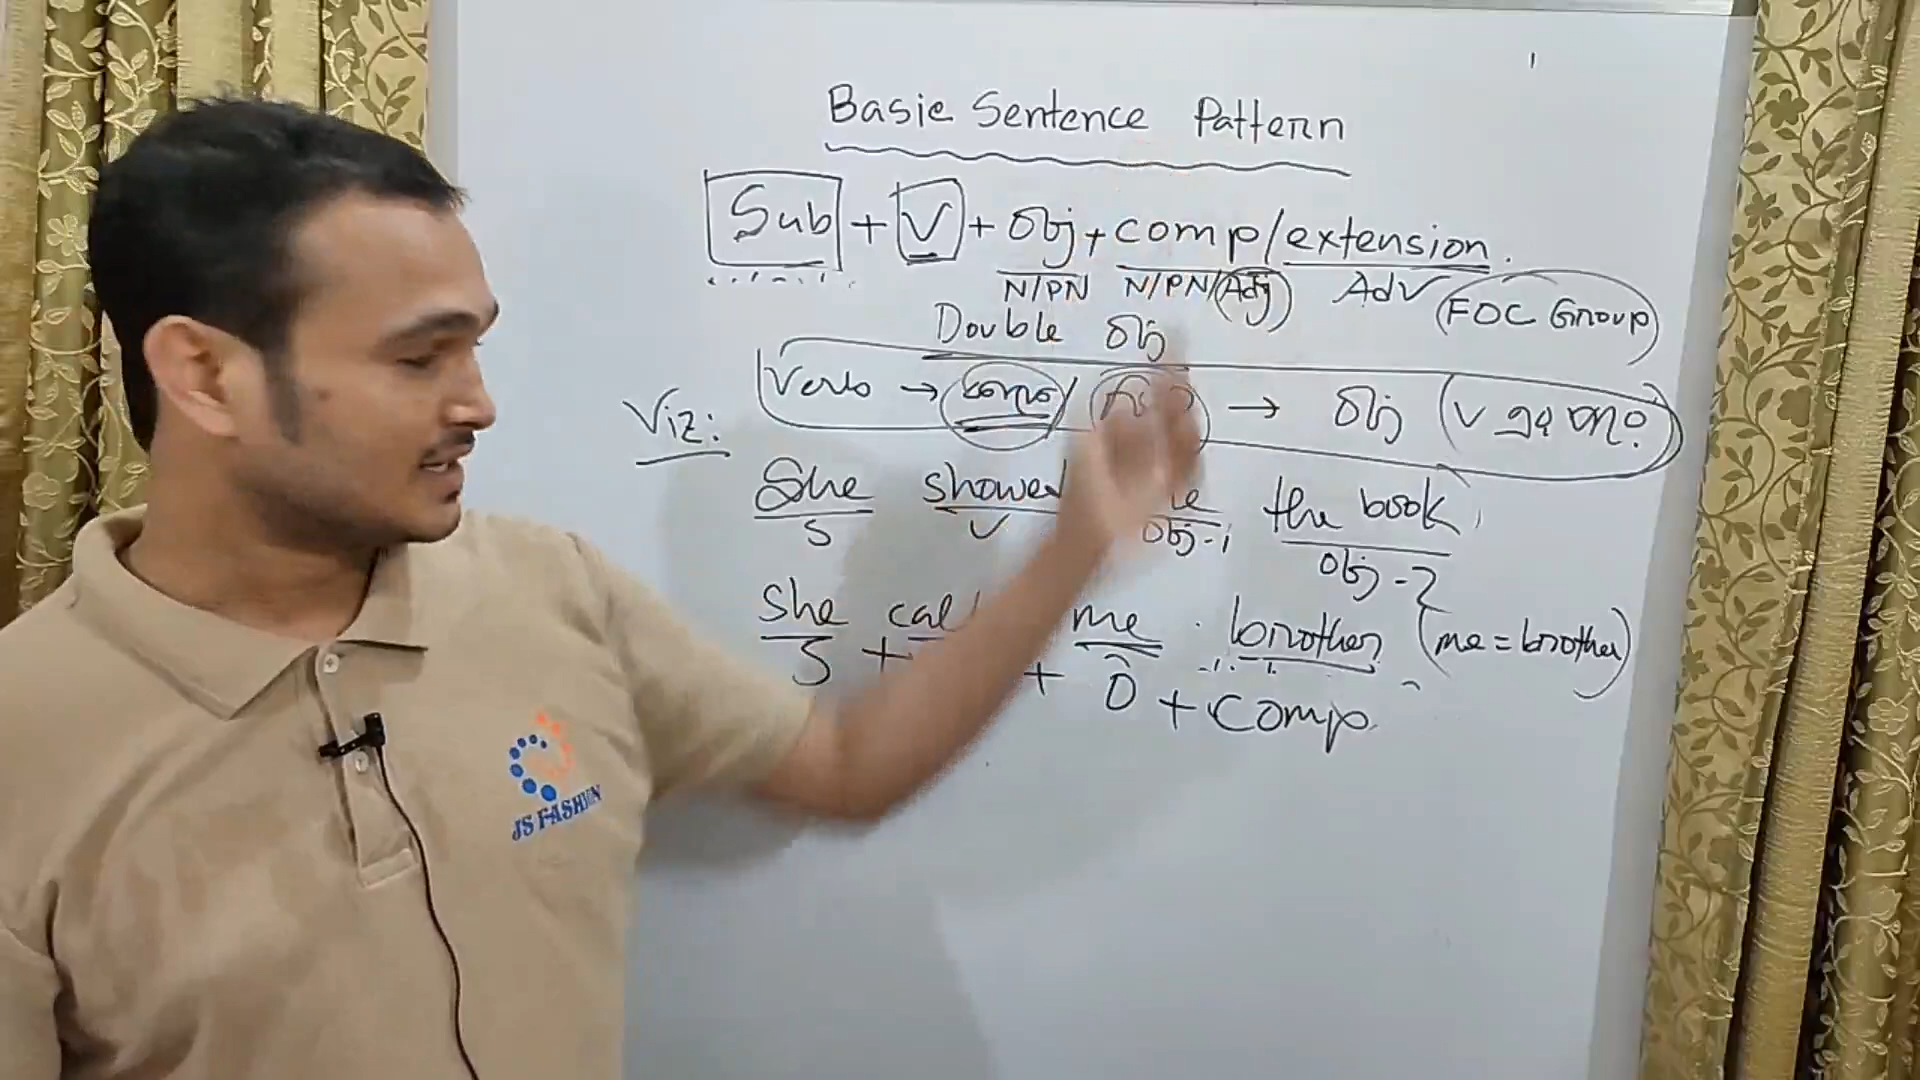 Basic Sentence Pattern
Sub + V + Obj + comp/extension.
N/PN N/PN/Adj Adv FOC Group
Double Obj
Viz: Verb → → Obj
She showed the book
S V Obj-1 Obj-2
she me brother (me = brother)
S + + O + Comp.
JS FASHION